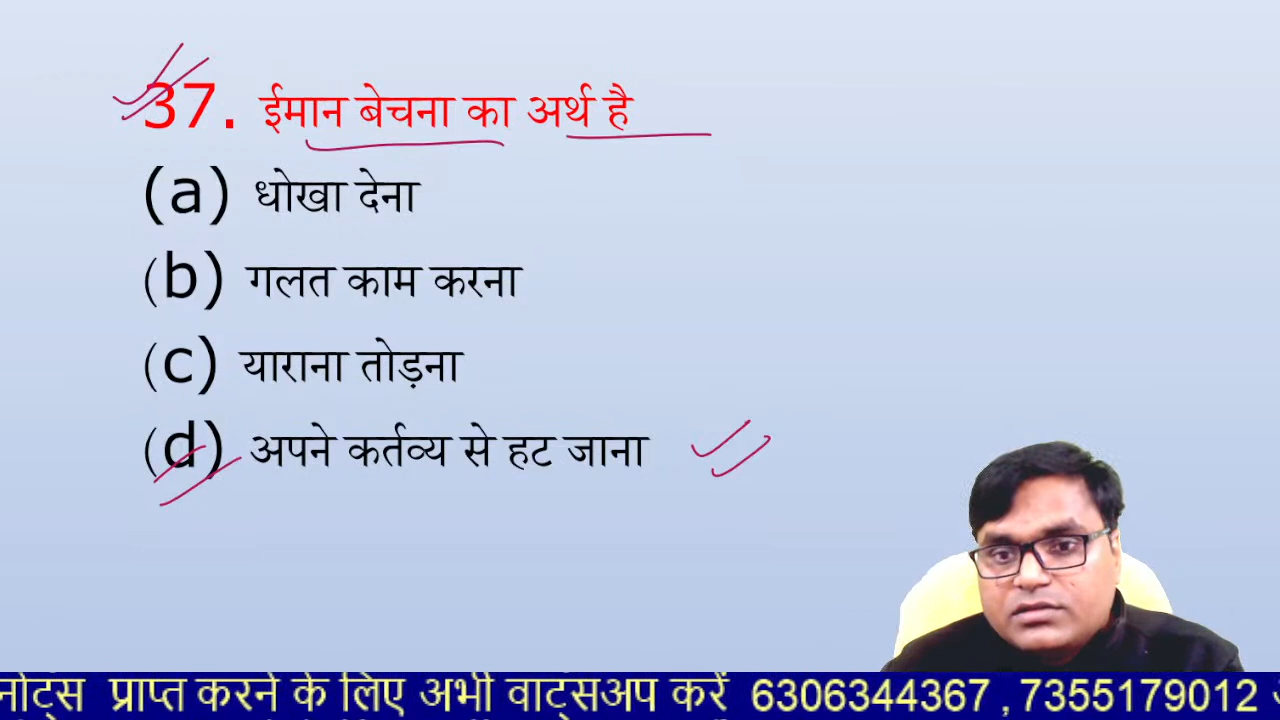 37. ईमान बेचना का अर्थ है
(a) धोखा देना
(b) गलत काम करना
(c) याराना तोड़ना
(d) अपने कर्तव्य से हट जाना
नोट्स प्राप्त करने के लिए अभी वाट्सअप करें 6306344367 , 7355179012